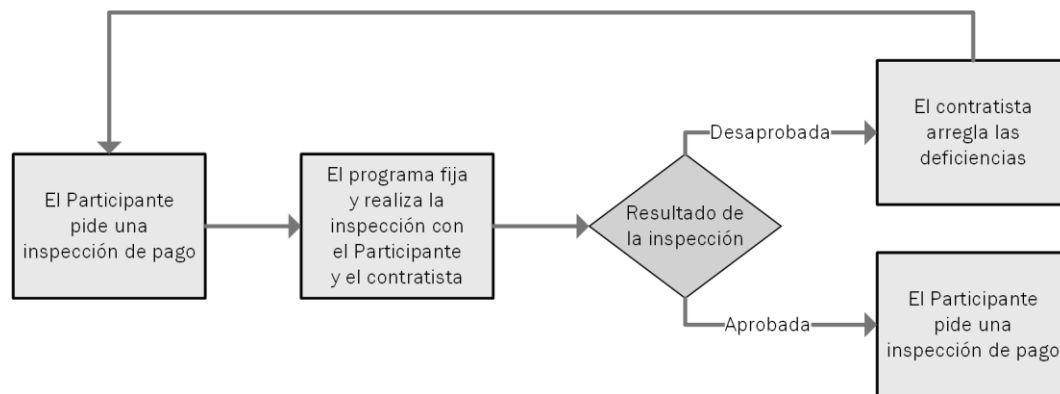 El Participante
pide una
inspección de pago
El programa fija
y realiza la
inspección con
el Participante
y el contratista
Resultado de
la inspección
Desaprobada
El contratista
arregla las
deficiencias
Aprobada
El Participante
pide una
inspección de pago